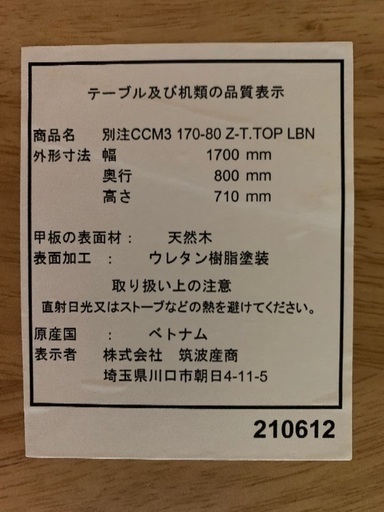 テーブル及び机類の品質表示
商品名 別注CCM3 170-80 Z-T.TOP LBN
外形寸法 幅 1700 mm
奥行 800 mm
高さ 710 mm
甲板の表面材： 天然木
表面加工 ： ウレタン樹脂塗装
取り扱い上の注意
直射日光又はストーブなどの熱を避けてください。
原産国 ： ベトナム
表示者 株式会社 筑波産商
埼玉県川口市朝日4-11-5
210612